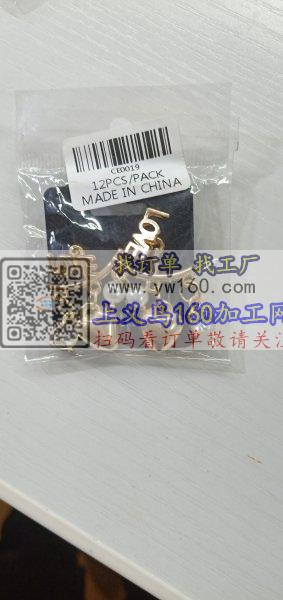 CE0019
12PCS/PACK
MADE IN CHINA
LOVE
找订单 找工厂
www.yw160.com
上义乌160加工网
扫码看订单敬请关注